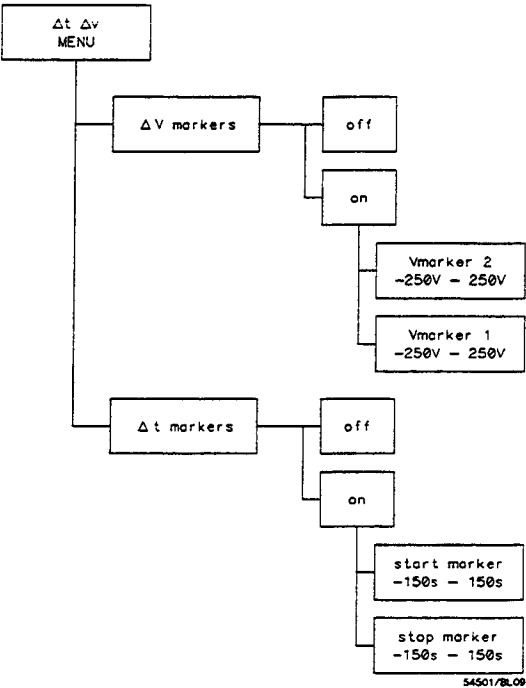 Δt Δv
MENU
ΔV markers
off
on
Vmarker 2
-250V - 250V
Vmarker 1
-250V - 250V
Δt markers
off
on
start marker
-150s - 150s
stop marker
-150s - 150s
54501/BL09